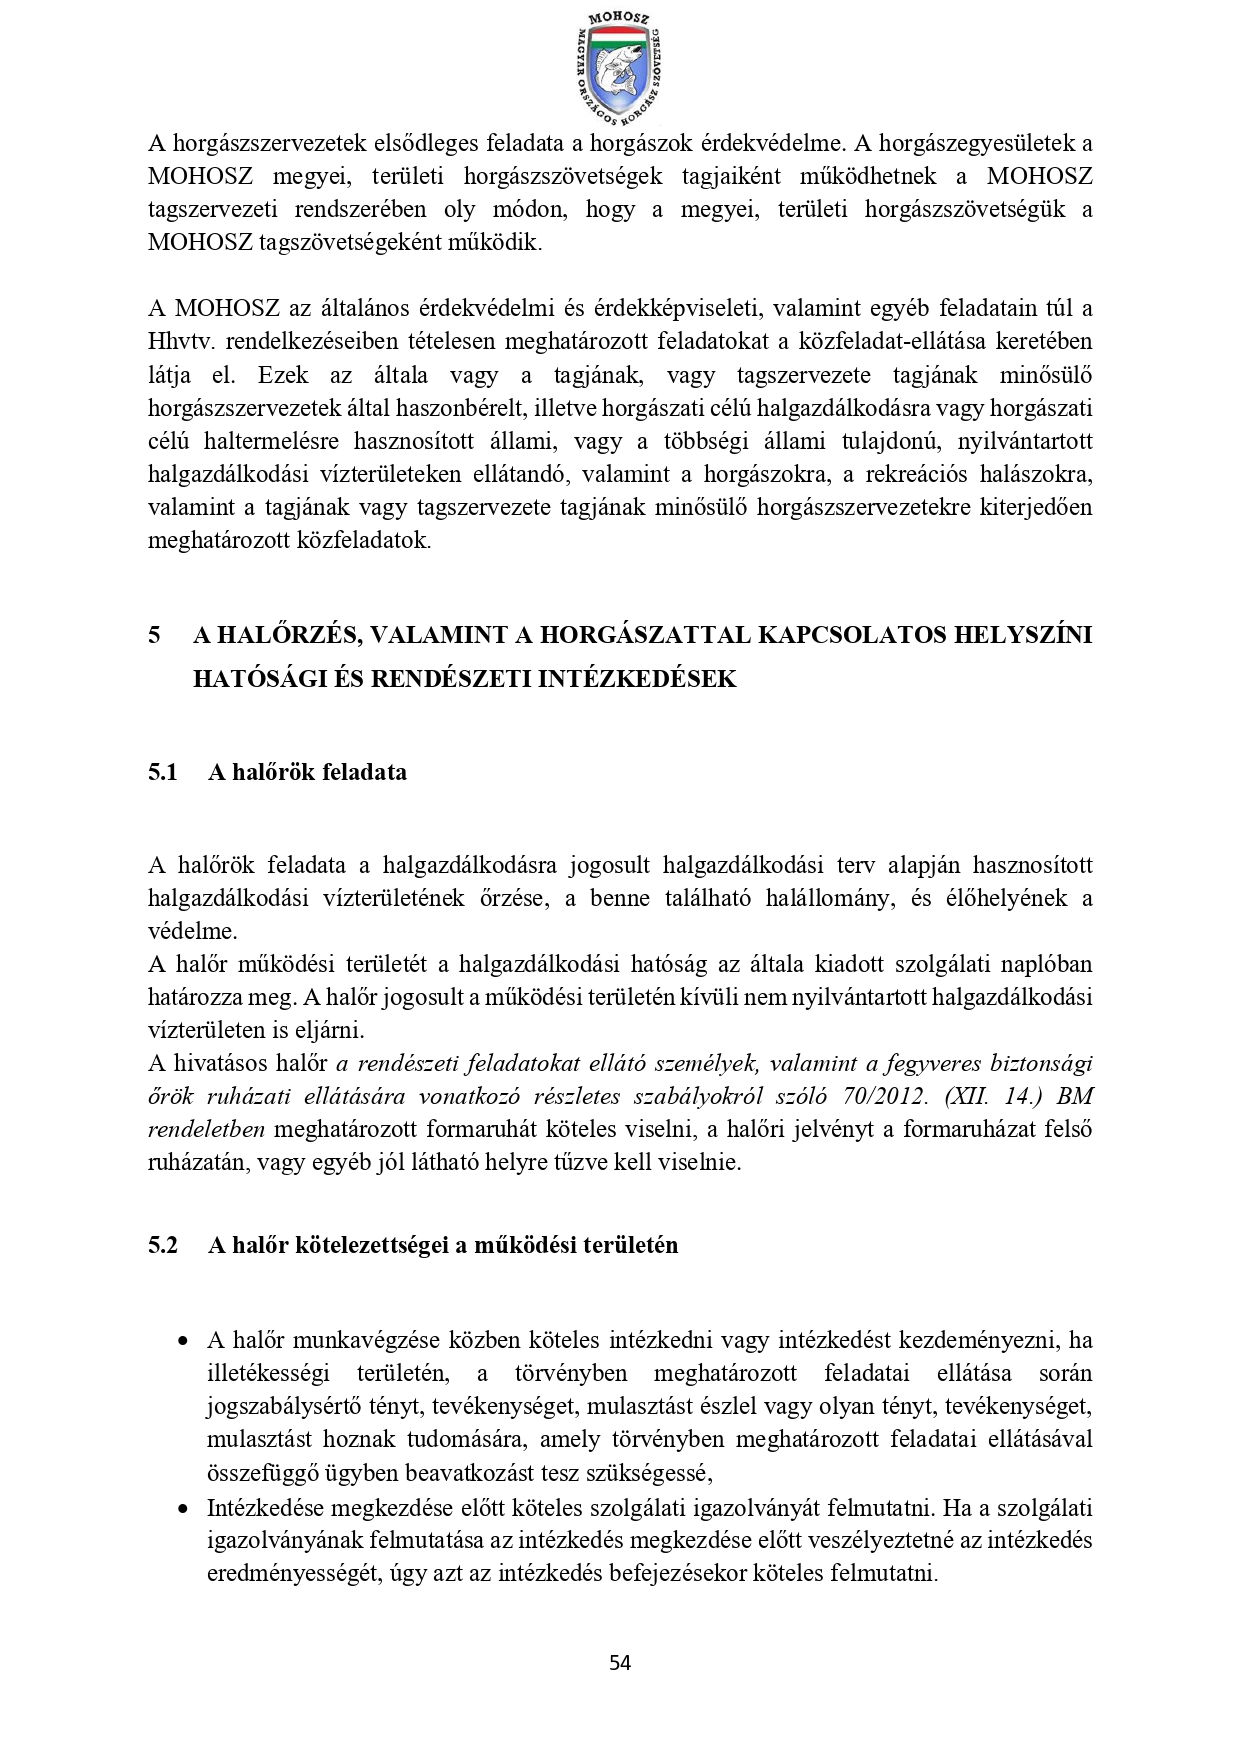 MOHOSZ
MAGYAR ORSZÁGOS HORGÁSZ SZÖVETSÉG
A horgászszervezetek elsődleges feladata a horgászok érdekvédelme. A horgászegyesületek a
MOHOSZ megyei, területi horgászszövetségek tagjaiként működhetnek a MOHOSZ
tagszervezeti rendszerében oly módon, hogy a megyei, területi horgászszövetségük a
MOHOSZ tagszövetségeként működik.
A MOHOSZ az általános érdekvédelmi és érdekképviseleti, valamint egyéb feladatain túl a
Hhvtv. rendelkezéseiben tételesen meghatározott feladatokat a közfeladat-ellátása keretében
látja el. Ezek az általa vagy a tagjának, vagy tagszervezete tagjának minősülő
horgászszervezetek által haszonbérelt, illetve horgászati célú halgazdálkodásra vagy horgászati
célú haltermelésre hasznosított állami, vagy a többségi állami tulajdonú, nyilvántartott
halgazdálkodási vízterületeken ellátandó, valamint a horgászokra, a rekreációs halászokra,
valamint a tagjának vagy tagszervezete tagjának minősülő horgászszervezetekre kiterjedően
meghatározott közfeladatok.
5 A HALŐRZÉS, VALAMINT A HORGÁSZATTAL KAPCSOLATOS HELYSZÍNI
HATÓSÁGI ÉS RENDÉSZETI INTÉZKEDÉSEK
5.1 A halőrök feladata
A halőrök feladata a halgazdálkodásra jogosult halgazdálkodási terv alapján hasznosított
halgazdálkodási vízterületének őrzése, a benne található halállomány, és élőhelyének a
védelme.
A halőr működési területét a halgazdálkodási hatóság az általa kiadott szolgálati naplóban
határozza meg. A halőr jogosult a működési területén kívüli nem nyilvántartott halgazdálkodási
vízterületen is eljárni.
A hivatásos halőr a rendészeti feladatokat ellátó személyek, valamint a fegyveres biztonsági
őrök ruházati ellátására vonatkozó részletes szabályokról szóló 70/2012. (XII. 14.) BM
rendeletben meghatározott formaruhát köteles viselni, a halőri jelvényt a formaruházat felső
ruházatán, vagy egyéb jól látható helyre tűzve kell viselnie.
5.2 A halőr kötelezettségei a működési területén
• A halőr munkavégzése közben köteles intézkedni vagy intézkedést kezdeményezni, ha
illetékességi területén, a törvényben meghatározott feladatai ellátása során
jogszabálysértő tényt, tevékenységet, mulasztást észlel vagy olyan tényt, tevékenységet,
mulasztást hoznak tudomására, amely törvényben meghatározott feladatai ellátásával
összefüggő ügyben beavatkozást tesz szükségessé,
• Intézkedése megkezdése előtt köteles szolgálati igazolványát felmutatni. Ha a szolgálati
igazolványának felmutatása az intézkedés megkezdése előtt veszélyeztetné az intézkedés
eredményességét, úgy azt az intézkedés befejezésekor köteles felmutatni.
54